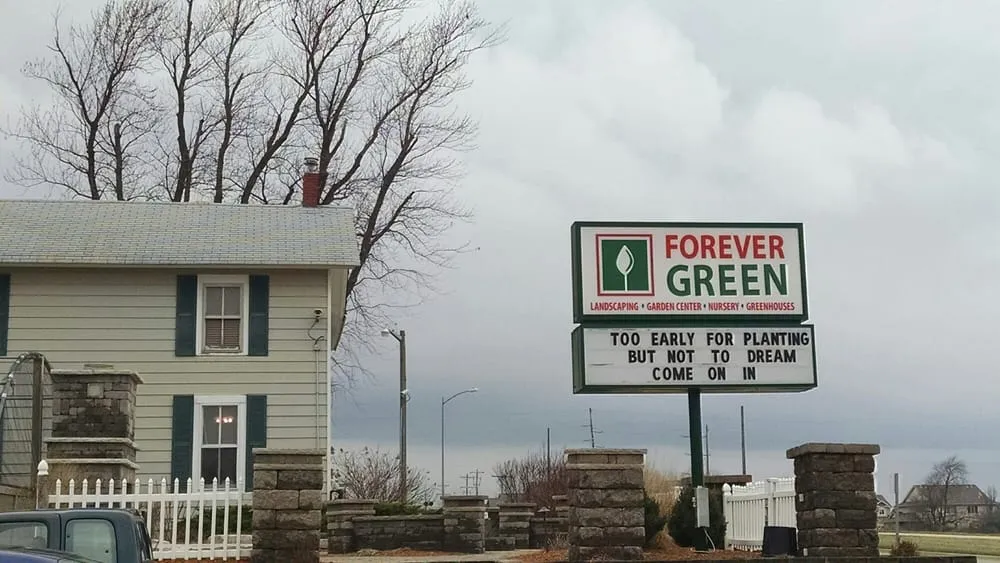 FOREVER
GREEN
LANDSCAPING • GARDEN CENTER • NURSERY • GREENHOUSES
TOO EARLY FOR PLANTING
BUT NOT TO DREAM
COME ON IN